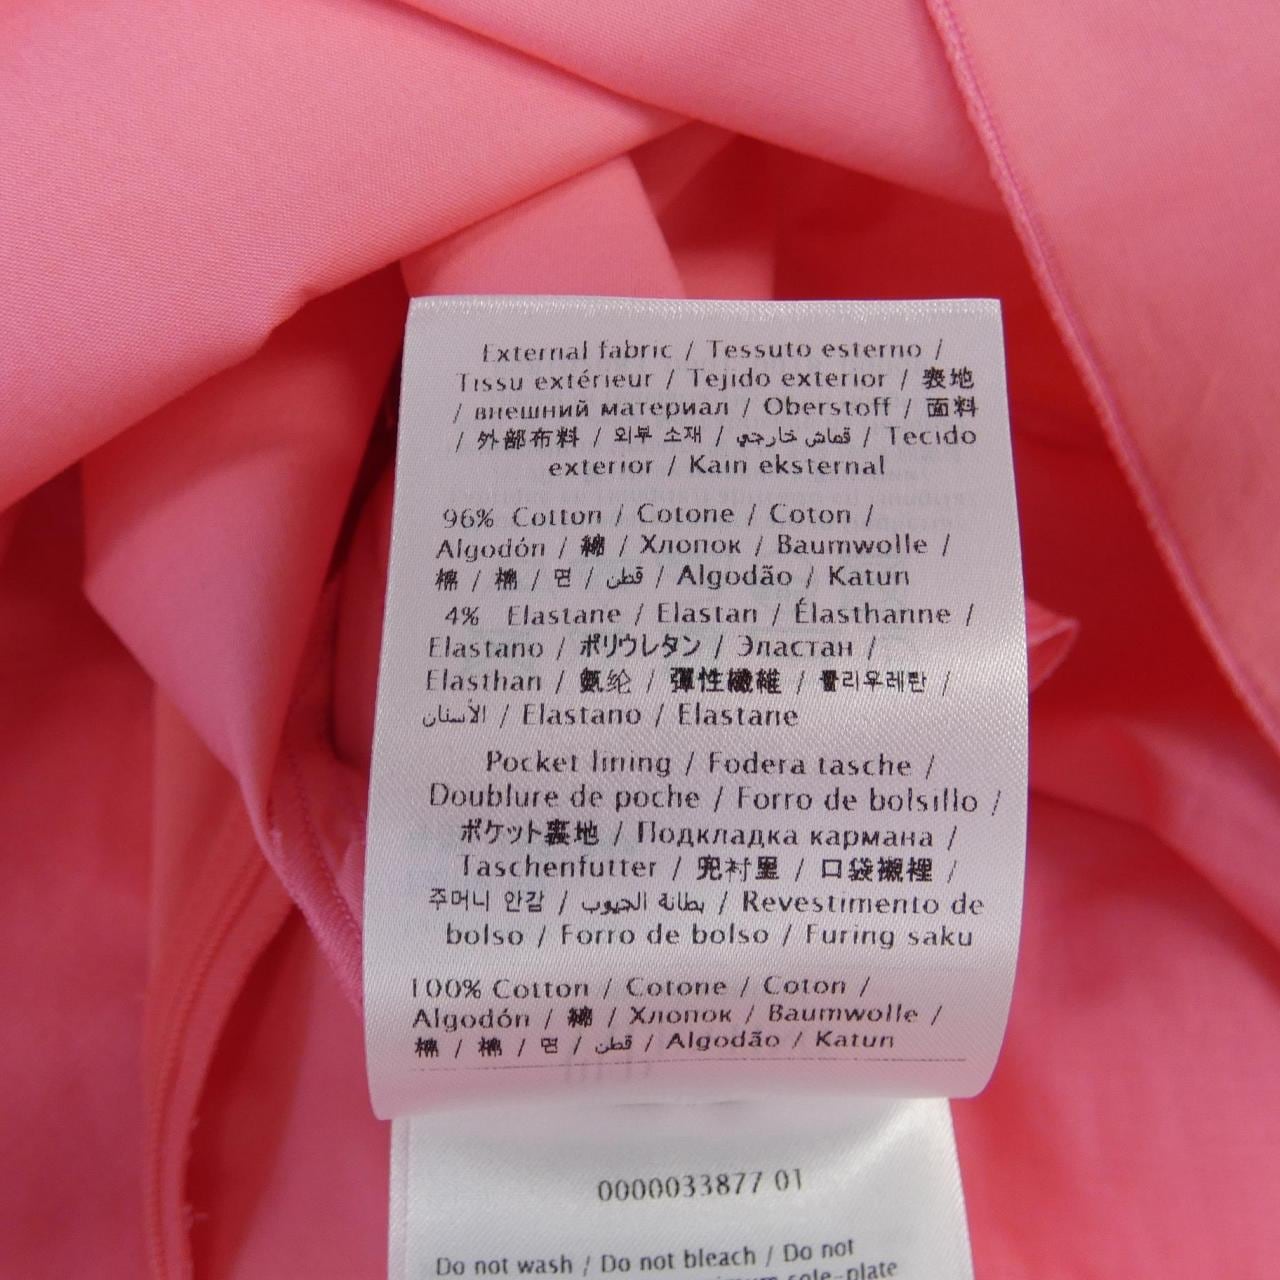 External fabric / Tessuto esterno /
Tissu extérieur / Tejido exterior / 表地
/ внешний материал / Oberstoff / 面料
/ 外部布料 / 외부 소재 / قماش خارجي / Tecido
exterior / Kain eksternal
96% Cotton / Cotone / Coton /
Algodón / 綿 / Хлопок / Baumwolle /
棉 / 棉 / 면 / قطن / Algodão / Katun
4% Elastane / Elastan / Élasthanne /
Elastano / ポリウレタン / Эластан /
Elasthan / 氨纶 / 彈性纖維 / 폴리우레탄 /
الأستان / Elastano / Elastane
Pocket lining / Fodera tasche /
Doublure de poche / Forro de bolsillo /
ポケット裏地 / Подкладка кармана /
Taschenfutter / 兜衬里 / 口袋襯裡 /
주머니 안감 / بطانة الجيوب / Revestimento de
bolso / Forro de bolso / Furing saku
100% Cotton / Cotone / Coton /
Algodón / 綿 / Хлопок / Baumwolle /
棉 / 棉 / 면 / قطن / Algodão / Katun
0000033877 01
Do not wash / Do not bleach / Do not
sole-plate